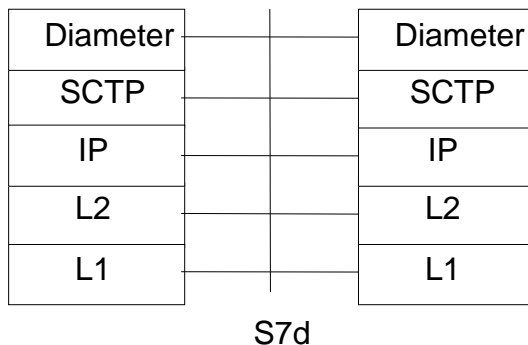 Diameter Diameter
SCTP SCTP
IP IP
L2 L2
L1 L1
S7d